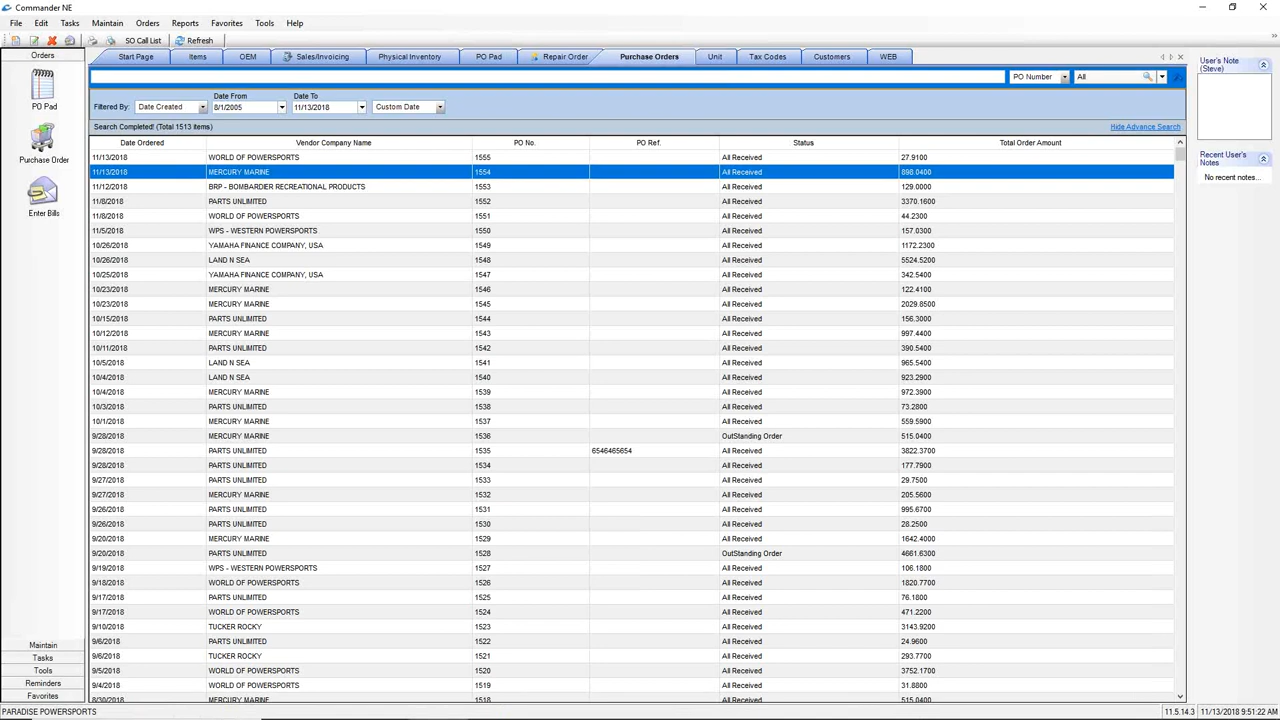 Commander NE
File Edit Tasks Maintain Orders Reports Favorites Tools Help
SO Call List Refresh
Orders
PO Pad
Purchase Order
Enter Bills
Maintain
Tasks
Tools
Reminders
Favorites
Start Page Items OEM Sales/Invoicing Physical Inventory PO Pad Repair Order Purchase Orders Unit Tax Codes Customers WEB
PO Number All
Date From Date To
Filtered By: Date Created 8/1/2005 11/13/2018 Custom Date
Search Completed! (Total 1513 items) Hide Advance Search
Date Ordered Vendor Company Name PO No. PO Ref. Status Total Order Amount
11/13/2018 WORLD OF POWERSPORTS 1555 All Received 27.9100
11/13/2018 MERCURY MARINE 1554 All Received 898.0400
11/12/2018 BRP - BOMBARDIER RECREATIONAL PRODUCTS 1553 All Received 129.0000
11/8/2018 PARTS UNLIMITED 1552 All Received 3370.1600
11/8/2018 WORLD OF POWERSPORTS 1551 All Received 44.2300
11/5/2018 WPS - WESTERN POWERSPORTS 1550 All Received 157.0300
10/26/2018 YAMAHA FINANCE COMPANY, USA 1549 All Received 1172.2300
10/26/2018 LAND N SEA 1548 All Received 5524.5200
10/25/2018 YAMAHA FINANCE COMPANY, USA 1547 All Received 342.5400
10/23/2018 MERCURY MARINE 1546 All Received 122.4100
10/23/2018 MERCURY MARINE 1545 All Received 2029.8500
10/15/2018 PARTS UNLIMITED 1544 All Received 156.3000
10/12/2018 MERCURY MARINE 1543 All Received 997.4400
10/11/2018 PARTS UNLIMITED 1542 All Received 390.5400
10/5/2018 LAND N SEA 1541 All Received 965.5400
10/4/2018 LAND N SEA 1540 All Received 923.2900
10/4/2018 MERCURY MARINE 1539 All Received 972.3900
10/3/2018 PARTS UNLIMITED 1538 All Received 73.2800
10/1/2018 MERCURY MARINE 1537 All Received 559.5900
9/28/2018 MERCURY MARINE 1536 OutStanding Order 515.0400
9/28/2018 PARTS UNLIMITED 1535 6546465654 All Received 3822.3700
9/28/2018 PARTS UNLIMITED 1534 All Received 177.7900
9/27/2018 PARTS UNLIMITED 1533 All Received 29.7500
9/27/2018 MERCURY MARINE 1532 All Received 205.5600
9/26/2018 PARTS UNLIMITED 1531 All Received 995.6700
9/26/2018 PARTS UNLIMITED 1530 All Received 28.2500
9/20/2018 MERCURY MARINE 1529 All Received 1642.4000
9/20/2018 PARTS UNLIMITED 1528 OutStanding Order 4661.6300
9/19/2018 WPS - WESTERN POWERSPORTS 1527 All Received 106.1800
9/18/2018 WORLD OF POWERSPORTS 1526 All Received 1820.7700
9/17/2018 PARTS UNLIMITED 1525 All Received 76.1800
9/17/2018 WORLD OF POWERSPORTS 1524 All Received 471.2200
9/10/2018 TUCKER ROCKY 1523 All Received 3143.9200
9/6/2018 PARTS UNLIMITED 1522 All Received 24.9600
9/6/2018 TUCKER ROCKY 1521 All Received 293.7700
9/5/2018 WORLD OF POWERSPORTS 1520 All Received 3752.1700
9/4/2018 WORLD OF POWERSPORTS 1519 All Received 31.8800
8/30/2018 MERCURY MARINE 1518 All Received 515.0400
User's Note
(Steve)
Recent User's
Notes
No recent notes...
PARADISE POWERSPORTS 11.5.14.3 11/13/2018 9:51:22 AM